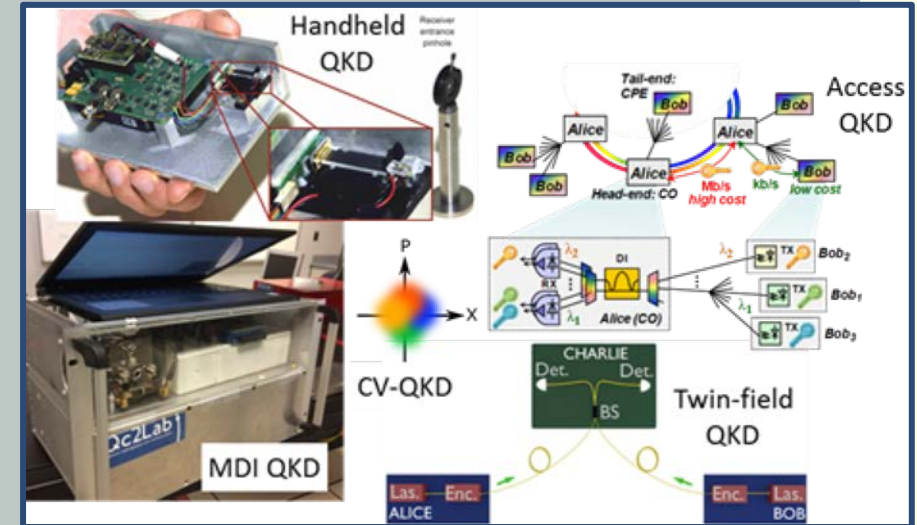 Handheld
QKD
Receiver
entrance
pinhole
Access
QKD
Tail-end:
CPE
Bob
Bob
Alice
Alice
Bob
Bob
Alice
Bob
Mb/s
high cost
kb/s
low cost
Head-end: CO
λ2
DI
RX
λ1
Alice (CO)
λ2
TX
Bob2
TX
Bob1
λ1
TX
Bob3
P
X
CV-QKD
Qc2Lab
MDI QKD
CHARLIE
Det.
Det.
BS
Twin-field
QKD
Las.
Enc.
ALICE
Enc.
Las.
BOB